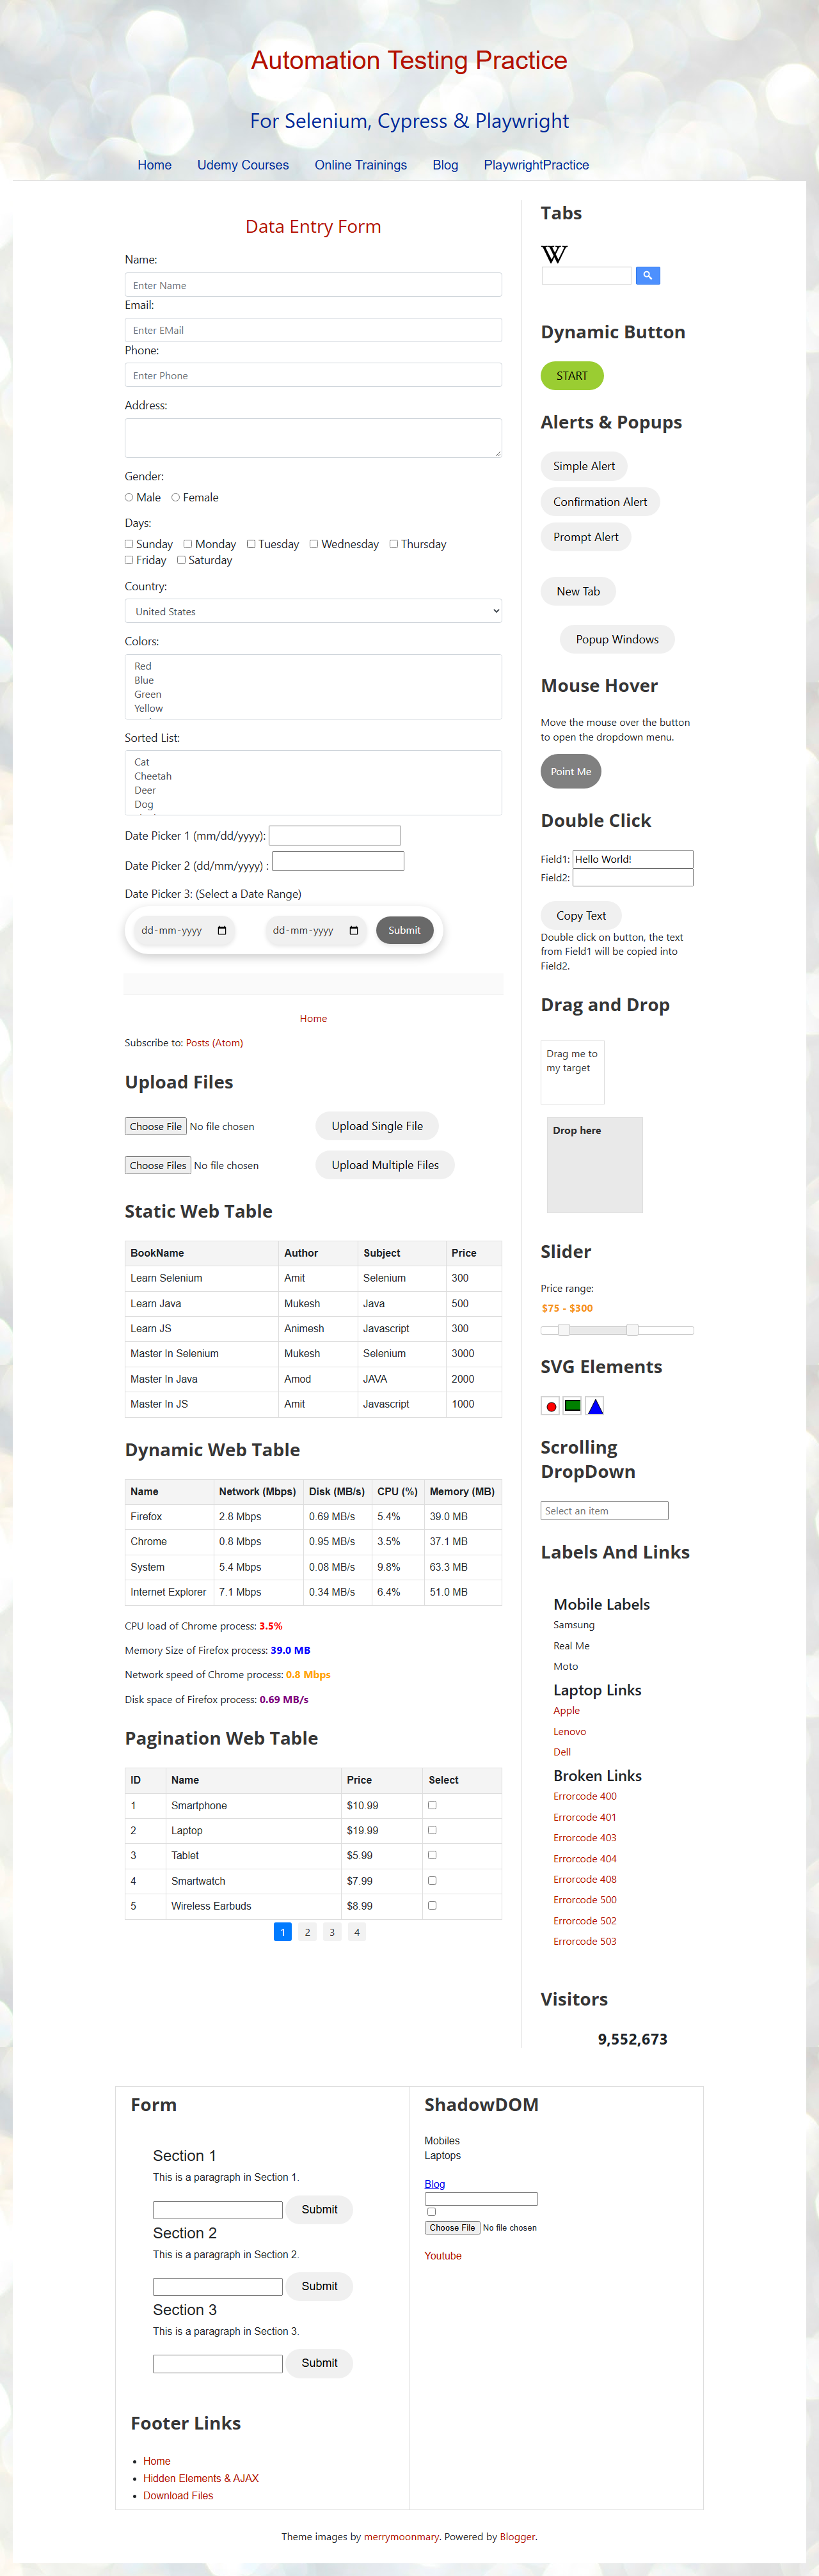 Automation Testing Practice
For Selenium, Cypress & Playwright
Home Udemy Courses Online Trainings Blog PlaywrightPractice
Data Entry Form
Name:
Enter Name
Email:
Enter EMail
Phone:
Enter Phone
Address:
Gender:
Male Female
Days:
Sunday Monday Tuesday Wednesday Thursday
Friday Saturday
Country:
United States
Colors:
Red
Blue
Green
Yellow
Sorted List:
Cat
Cheetah
Deer
Dog
Date Picker 1 (mm/dd/yyyy):
Date Picker 2 (dd/mm/yyyy) :
Date Picker 3: (Select a Date Range)
dd-mm-yyyy dd-mm-yyyy Submit
Home
Subscribe to: Posts (Atom)
Upload Files
Choose File No file chosen Upload Single File
Choose Files No file chosen Upload Multiple Files
Static Web Table
BookName Author Subject Price
Learn Selenium Amit Selenium 300
Learn Java Mukesh Java 500
Learn JS Animesh Javascript 300
Master In Selenium Mukesh Selenium 3000
Master In Java Amod JAVA 2000
Master In JS Amit Javascript 1000
Dynamic Web Table
Name Network (Mbps) Disk (MB/s) CPU (%) Memory (MB)
Firefox 2.8 Mbps 0.69 MB/s 5.4% 39.0 MB
Chrome 0.8 Mbps 0.95 MB/s 3.5% 37.1 MB
System 5.4 Mbps 0.08 MB/s 9.8% 63.3 MB
Internet Explorer 7.1 Mbps 0.34 MB/s 6.4% 51.0 MB
CPU load of Chrome process: 3.5%
Memory Size of Firefox process: 39.0 MB
Network speed of Chrome process: 0.8 Mbps
Disk space of Firefox process: 0.69 MB/s
Pagination Web Table
ID Name Price Select
1 Smartphone $10.99
2 Laptop $19.99
3 Tablet $5.99
4 Smartwatch $7.99
5 Wireless Earbuds $8.99
1 2 3 4
Tabs
W
Dynamic Button
START
Alerts & Popups
Simple Alert
Confirmation Alert
Prompt Alert
New Tab
Popup Windows
Mouse Hover
Move the mouse over the button
to open the dropdown menu.
Point Me
Double Click
Field1: Hello World!
Field2:
Copy Text
Double click on button, the text
from Field1 will be copied into
Field2.
Drag and Drop
Drag me to
my target
Drop here
Slider
Price range:
$75 - $300
SVG Elements
Scrolling
DropDown
Select an item
Labels And Links
Mobile Labels
Samsung
Real Me
Moto
Laptop Links
Apple
Lenovo
Dell
Broken Links
Errorcode 400
Errorcode 401
Errorcode 403
Errorcode 404
Errorcode 408
Errorcode 500
Errorcode 502
Errorcode 503
Visitors
9,552,673
Form
Section 1
This is a paragraph in Section 1.
Submit
Section 2
This is a paragraph in Section 2.
Submit
Section 3
This is a paragraph in Section 3.
Submit
Footer Links
Home
Hidden Elements & AJAX
Download Files
ShadowDOM
Mobiles
Laptops
Blog
Choose File No file chosen
Youtube
Theme images by merrymoonmary. Powered by Blogger.